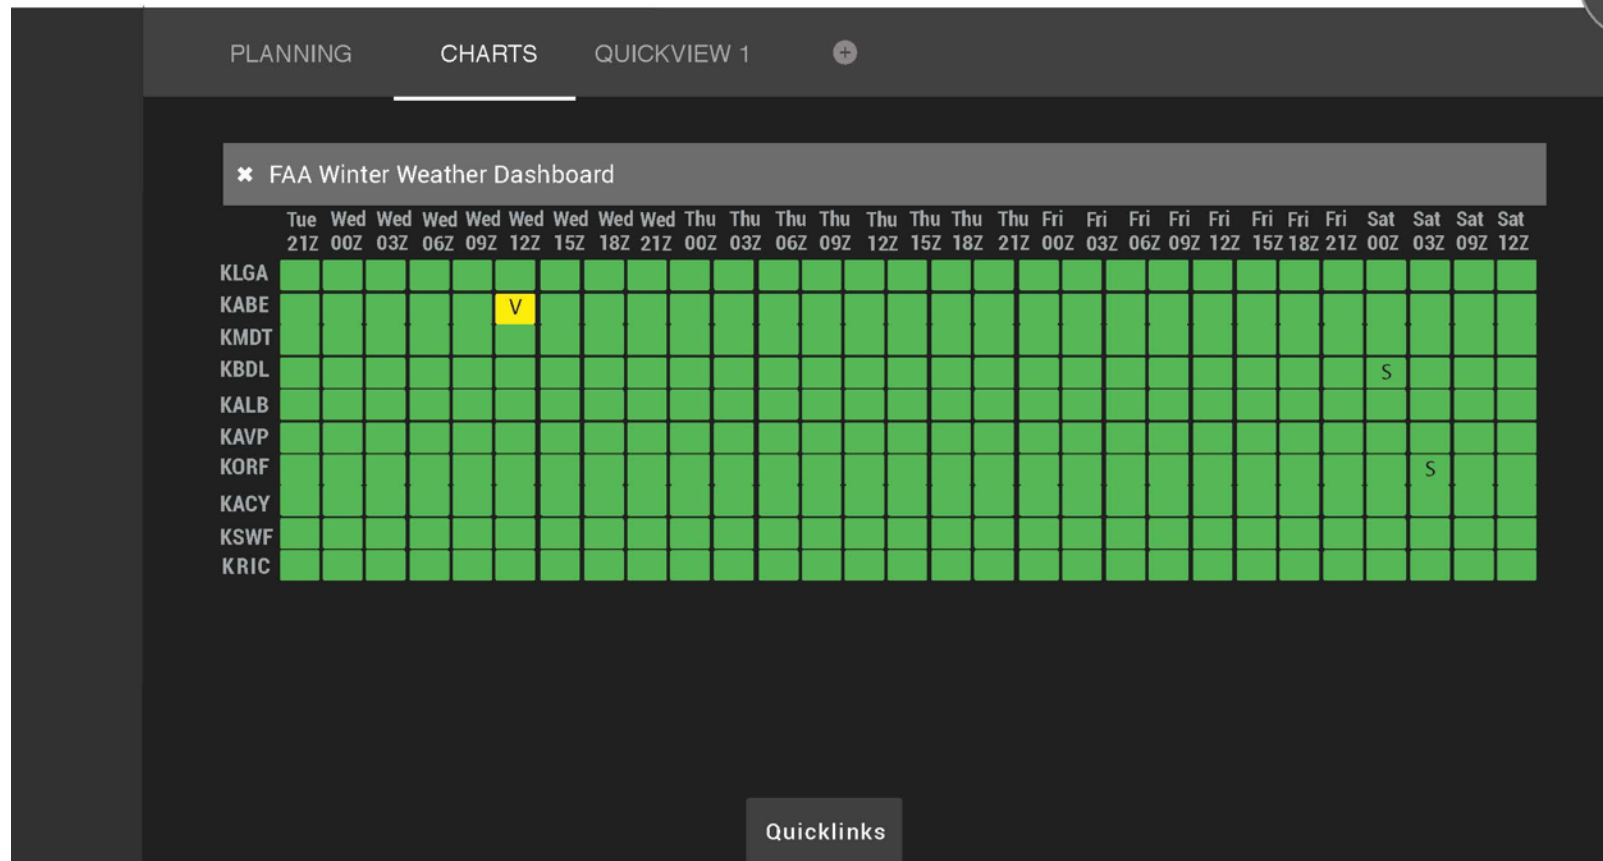 PLANNING CHARTS QUICKVIEW 1 +
✖ FAA Winter Weather Dashboard
Tue Wed Wed Wed Wed Wed Wed Wed Wed Thu Thu Thu Thu Thu Thu Thu Thu Fri Fri Fri Fri Fri Fri Fri Fri Sat Sat Sat Sat
21Z 00Z 03Z 06Z 09Z 12Z 15Z 18Z 21Z 00Z 03Z 06Z 09Z 12Z 15Z 18Z 21Z 00Z 03Z 06Z 09Z 12Z 15Z 18Z 21Z 00Z 03Z 09Z 12Z
KLGA
KABE V
KMDT
KBDL S
KALB
KAVP
KORF S
KACY
KSWF
KRIC
Quicklinks